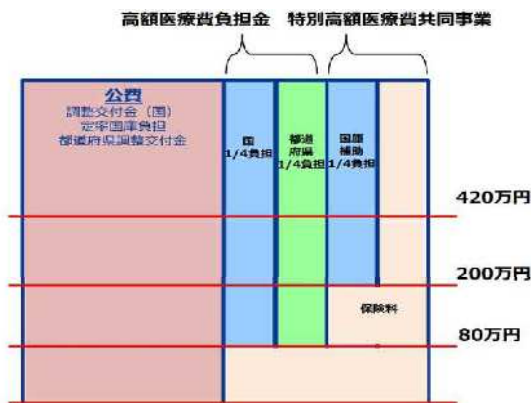 高額医療費負担金 特別高額医療費共同事業
公費
調整交付金（国）
定率国庫負担
都道府県調整交付金
国
1/4負担
都道
府県
1/4負担
国庫
補助
1/4負担
420万円
200万円
保険料
80万円